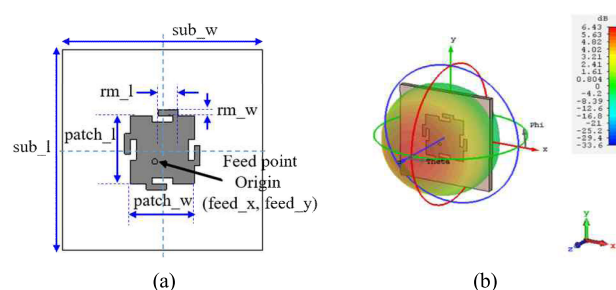 sub_w
rm_l
rm_w
patch_l
sub_l
Feed point
Origin
(feed_x, feed_y)
patch_w
(a)
y
x
Phi
Theta
dB
6.43
5.63
4.82
4.02
3.22
2.41
1.61
0.804
0
-4.2
-8.39
-12.6
-16.8
-21
-25.2
-29.4
-33.6
y
z
x
(b)